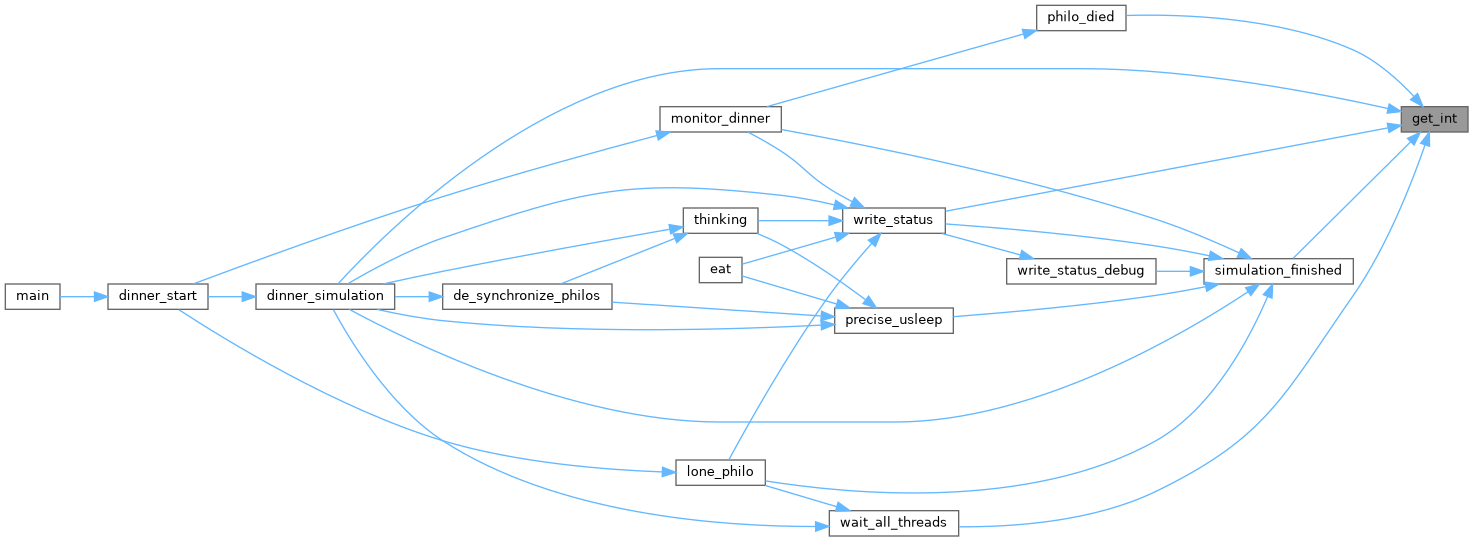 philo_died
monitor_dinner
get_int
thinking
write_status
eat
write_status_debug
simulation_finished
main
dinner_start
dinner_simulation
de_synchronize_philos
precise_usleep
lone_philo
wait_all_threads